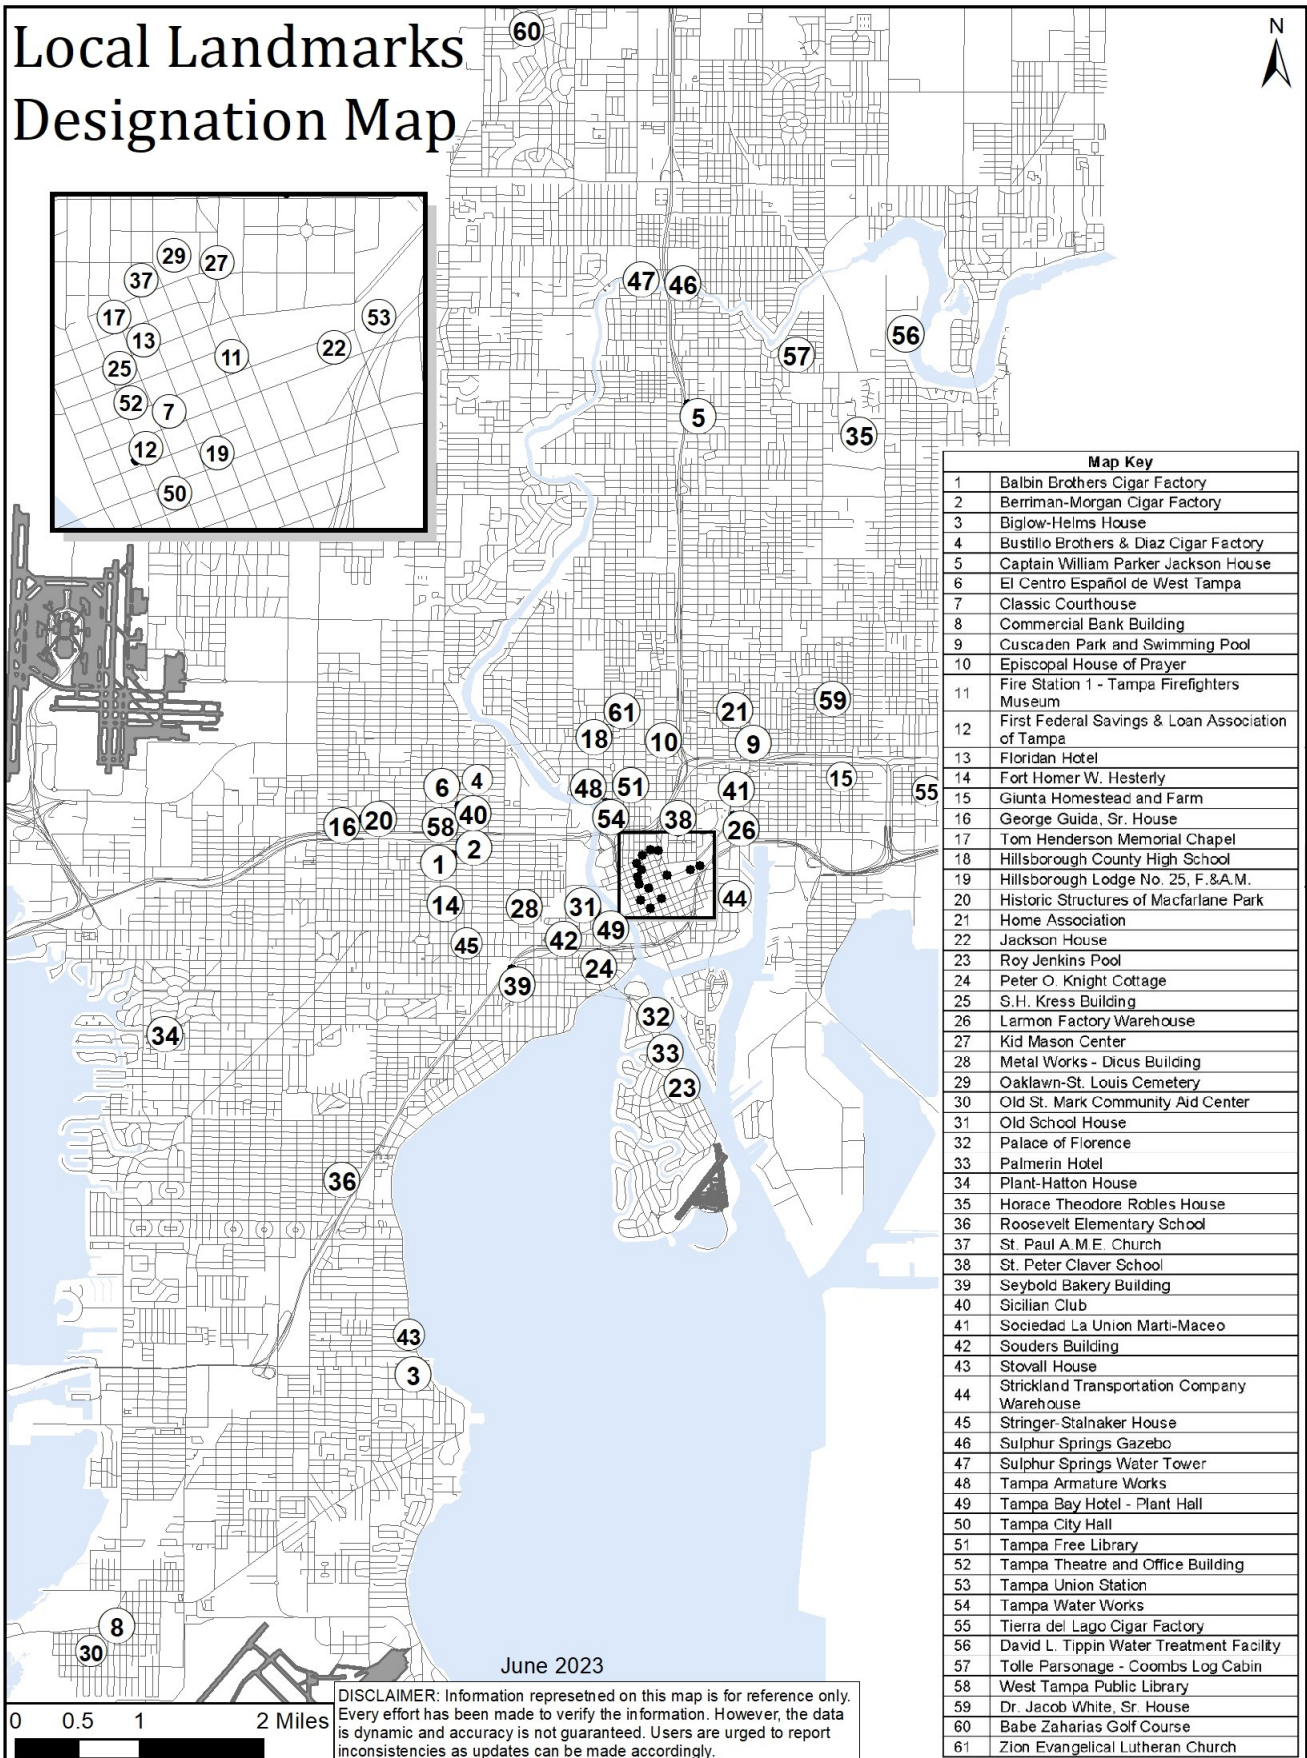 Local Landmarks
Designation Map
N
60
29
27
37
17
13
53
25
11
22
52
7
12
19
50
47
46
56
57
5
35
61
21
59
18
10
9
6
4
48
51
41
15
55
16
20
58
40
54
38
26
1
2
14
28
31
44
45
42
49
39
24
34
32
33
23
36
43
3
8
30
Map Key
1 Balbin Brothers Cigar Factory
2 Berriman-Morgan Cigar Factory
3 Biglow-Helms House
4 Bustillo Brothers & Diaz Cigar Factory
5 Captain William Parker Jackson House
6 El Centro Español de West Tampa
7 Classic Courthouse
8 Commercial Bank Building
9 Cuscaden Park and Swimming Pool
10 Episcopal House of Prayer
11 Fire Station 1 - Tampa Firefighters
Museum
12 First Federal Savings & Loan Association
of Tampa
13 Floridan Hotel
14 Fort Homer W. Hesterly
15 Giunta Homestead and Farm
16 George Guida, Sr. House
17 Tom Henderson Memorial Chapel
18 Hillsborough County High School
19 Hillsborough Lodge No. 25, F.&A.M.
20 Historic Structures of Macfarlane Park
21 Home Association
22 Jackson House
23 Roy Jenkins Pool
24 Peter O. Knight Cottage
25 S.H. Kress Building
26 Larmon Factory Warehouse
27 Kid Mason Center
28 Metal Works - Dicus Building
29 Oaklawn-St. Louis Cemetery
30 Old St. Mark Community Aid Center
31 Old School House
32 Palace of Florence
33 Palmerin Hotel
34 Plant-Hatton House
35 Horace Theodore Robles House
36 Roosevelt Elementary School
37 St. Paul A.M.E. Church
38 St. Peter Claver School
39 Seybold Bakery Building
40 Sicilian Club
41 Sociedad La Union Marti-Maceo
42 Souders Building
43 Stovall House
44 Strickland Transportation Company
Warehouse
45 Stringer-Stalnaker House
46 Sulphur Springs Gazebo
47 Sulphur Springs Water Tower
48 Tampa Armature Works
49 Tampa Bay Hotel - Plant Hall
50 Tampa City Hall
51 Tampa Free Library
52 Tampa Theatre and Office Building
53 Tampa Union Station
54 Tampa Water Works
55 Tierra del Lago Cigar Factory
56 David L. Tippin Water Treatment Facility
57 Tolle Parsonage - Coombs Log Cabin
58 West Tampa Public Library
59 Dr. Jacob White, Sr. House
60 Babe Zaharias Golf Course
61 Zion Evangelical Lutheran Church
June 2023
0 0.5 1 2 Miles
DISCLAIMER: Information represetned on this map is for reference only.
Every effort has been made to verify the information. However, the data
is dynamic and accuracy is not guaranteed. Users are urged to report
inconsistencies as updates can be made accordingly.